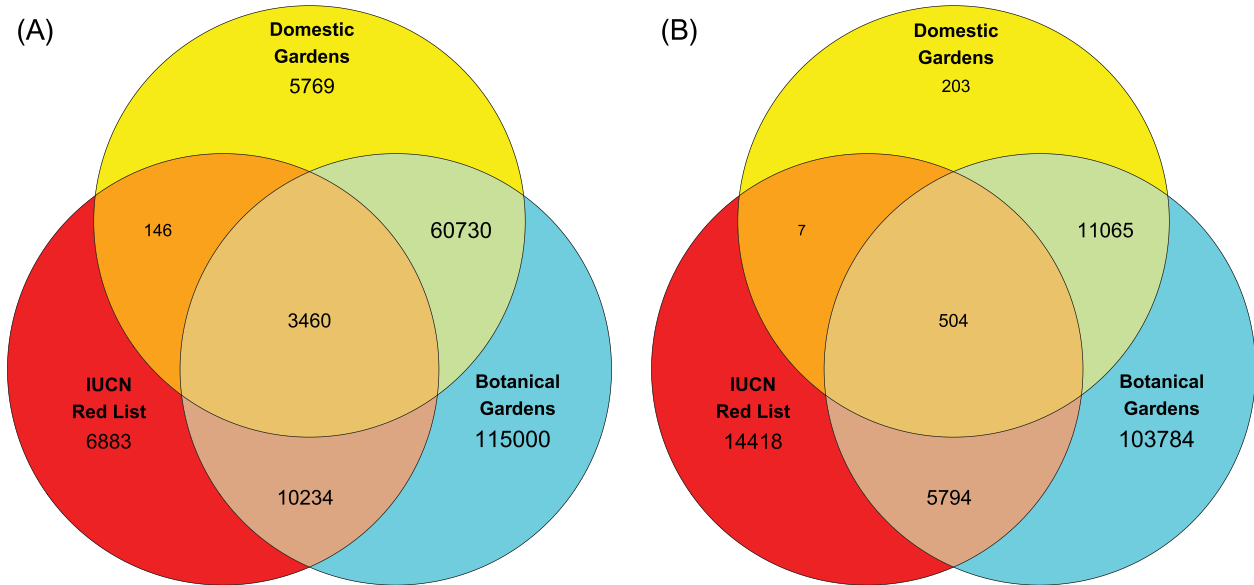 (A)
Domestic
Gardens
5769
146
60730
3460
IUCN
Red List
6883
Botanical
Gardens
115000
10234
(B)
Domestic
Gardens
203
7
11065
504
IUCN
Red List
14418
Botanical
Gardens
103784
5794